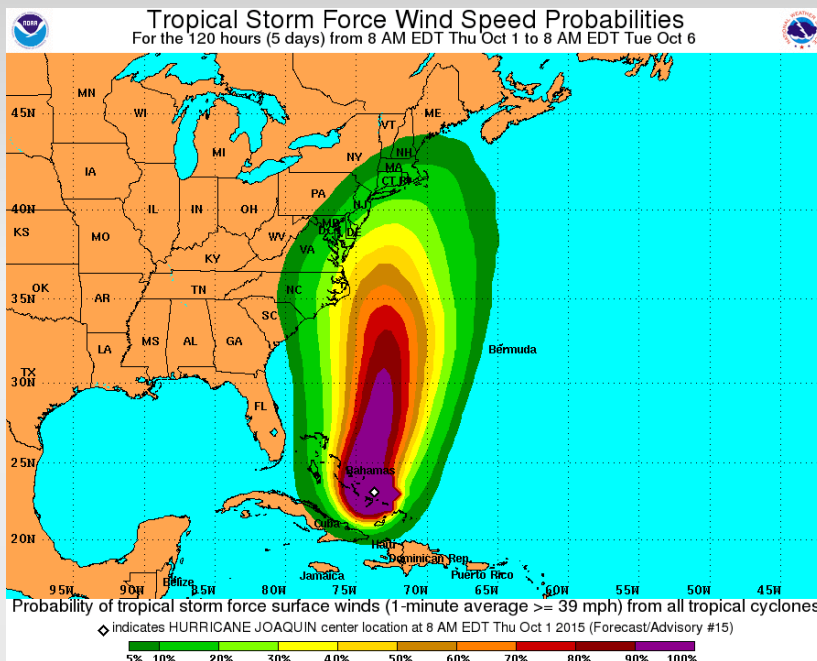 Tropical Storm Force Wind Speed Probabilities
For the 120 hours (5 days) from 8 AM EDT Thu Oct 1 to 8 AM EDT Tue Oct 6
NOAA
45N
MN
WI
MI
VT
ME
NH
NY
MA
CT RI
IA
PA
NJ
40N
IL
IN
OH
MD
DE
KS
MO
WV
VA
KY
OK
TN
NC
35N
AR
SC
MS
AL
GA
LA
Bermuda
TX
30N
FL
25N
Bahamas
Cuba
20N
Haiti
Dominican Rep.
Belize
Jamaica
Puerto Rico
95W 90W 85W 80W 75W 70W 65W 60W 55W 50W 45W
Probability of tropical storm force surface winds (1-minute average >= 39 mph) from all tropical cyclones
indicates HURRICANE JOAQUIN center location at 8 AM EDT Thu Oct 1 2015 (Forecast/Advisory #15)
5% 10% 20% 30% 40% 50% 60% 70% 80% 90% 100%